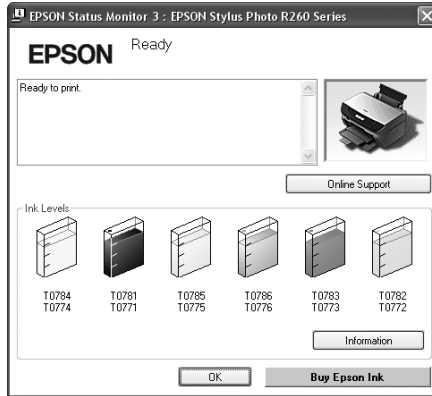 EPSON Status Monitor 3 : EPSON Stylus Photo R260 Series
EPSON
Ready
Ready to print.
Online Support
Ink Levels
T0784 T0781 T0785 T0786 T0783 T0782
T0774 T0771 T0775 T0776 T0773 T0772
Information
OK
Buy Epson Ink